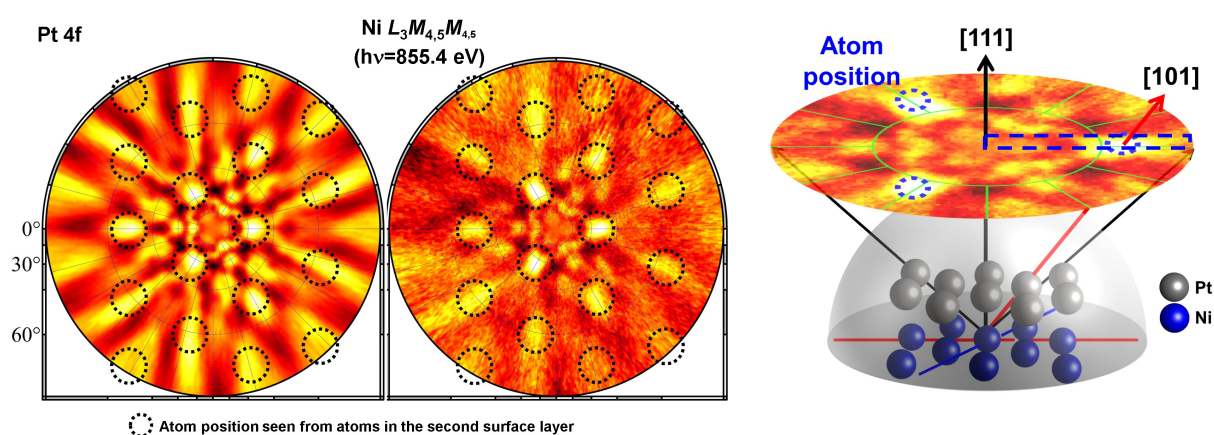 Pt 4f
Ni L₃M₄,₅M₄,₅
(hν=855.4 eV)
0°
30°
60°
Atom position seen from atoms in the second surface layer
Atom
position
[111]
[101]
Pt
Ni